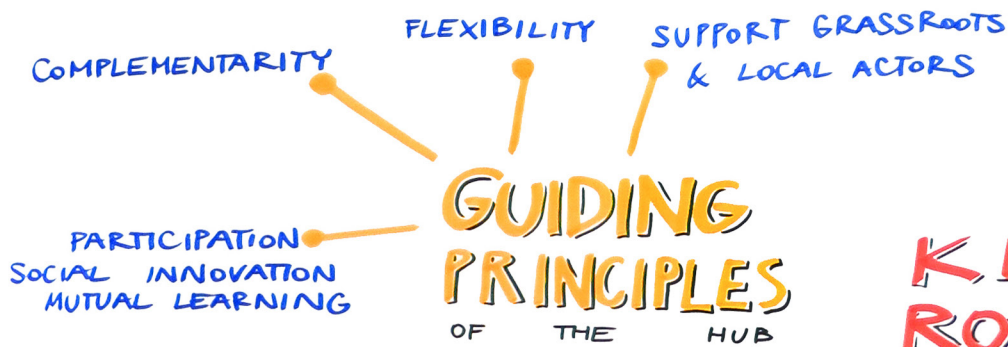 COMPLEMENTARITY
FLEXIBILITY
SUPPORT GRASSROOTS
& LOCAL ACTORS
GUIDING
PRINCIPLES
OF THE HUB
PARTICIPATION
SOCIAL INNOVATION
MUTUAL LEARNING